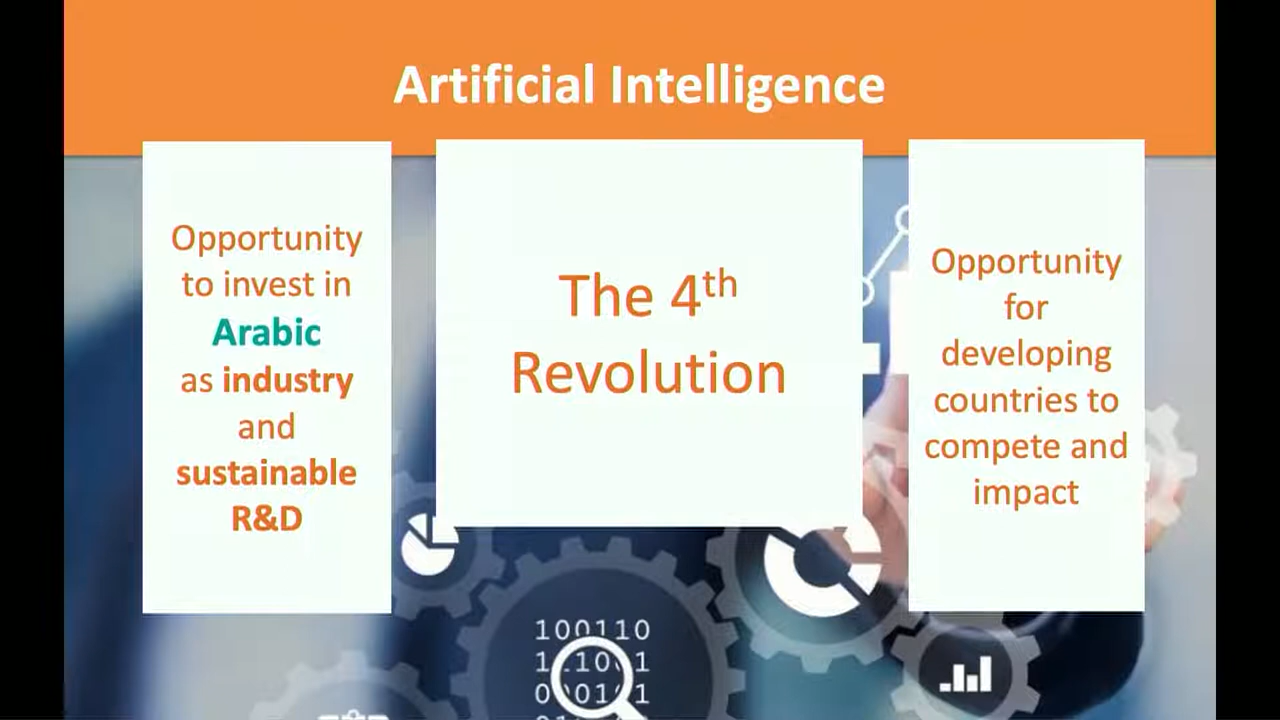 Artificial Intelligence
Opportunity
to invest in
Arabic
as industry
and
sustainable
R&D
The 4th
Revolution
Opportunity
for
developing
countries to
compete and
impact
100110